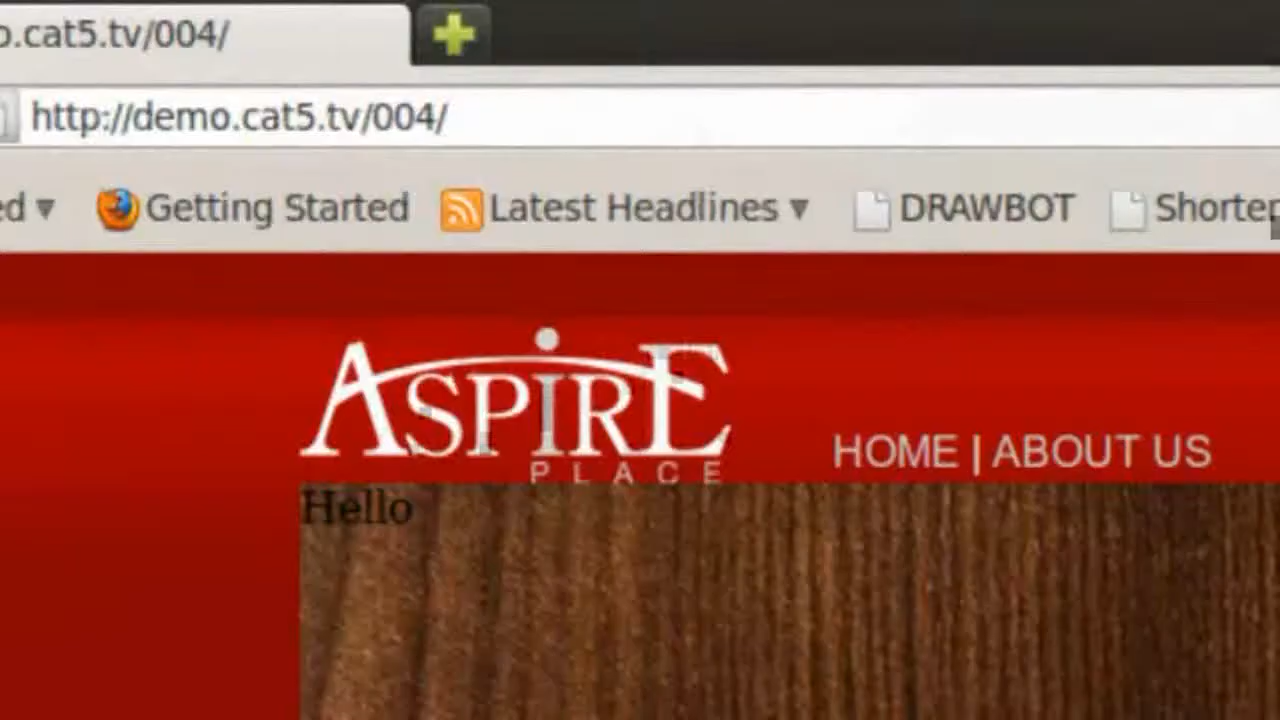 o.cat5.tv/004/
http://demo.cat5.tv/004/
ed Getting Started Latest Headlines DRAWBOT Shorter
ASPIRE
PLACE
HOME | ABOUT US
Hello